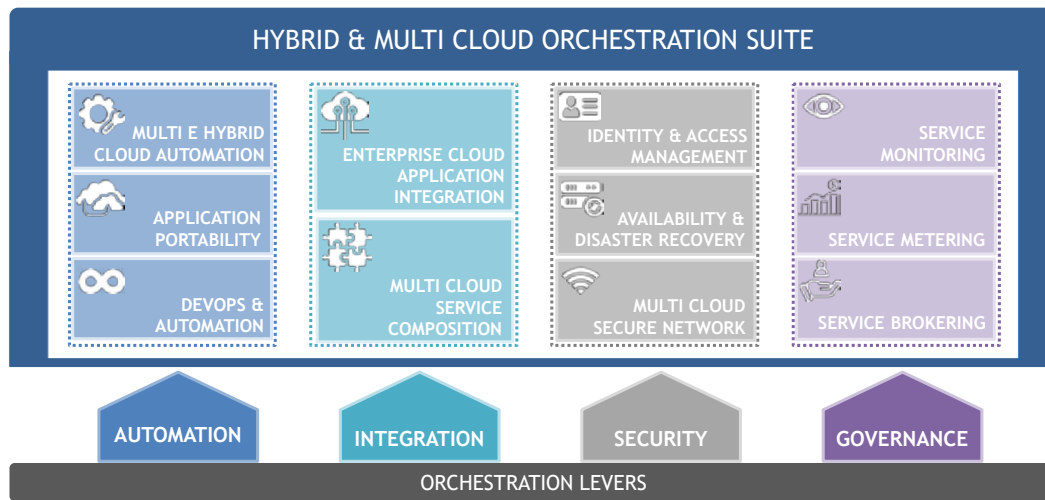 HYBRID & MULTI CLOUD ORCHESTRATION SUITE
MULTI E HYBRID
CLOUD AUTOMATION
APPLICATION
PORTABILITY
DEVOPS &
AUTOMATION
ENTERPRISE CLOUD
APPLICATION
INTEGRATION
MULTI CLOUD
SERVICE
COMPOSITION
IDENTITY & ACCESS
MANAGEMENT
AVAILABILITY &
DISASTER RECOVERY
MULTI CLOUD
SECURE NETWORK
SERVICE
MONITORING
SERVICE METERING
SERVICE BROKERING
AUTOMATION
INTEGRATION
SECURITY
GOVERNANCE
ORCHESTRATION LEVERS